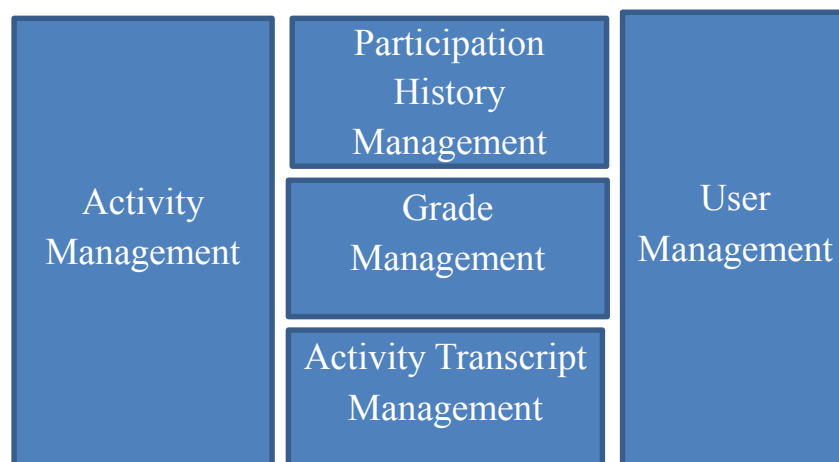 Activity
Management
Participation
History
Management
Grade
Management
Activity Transcript
Management
User
Management